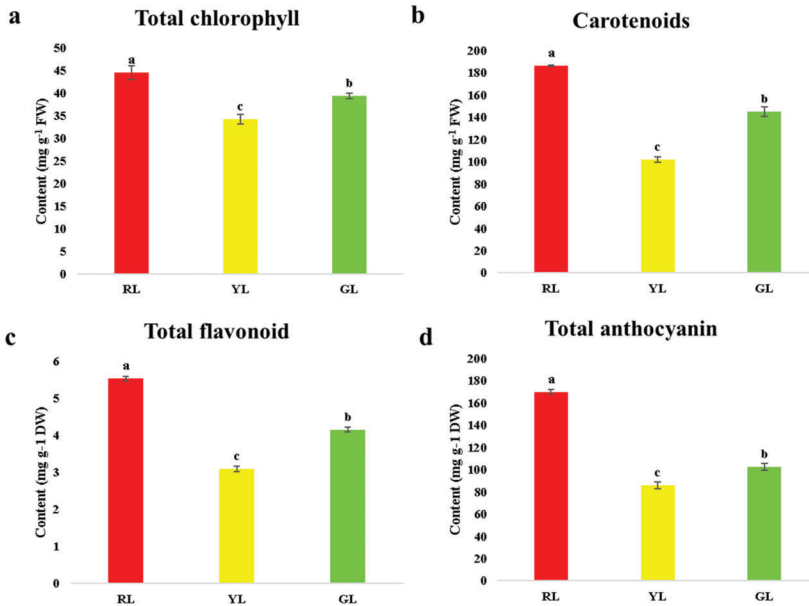 a
Total chlorophyll
Content (mg g⁻¹ FW)
50
45
40
35
30
25
20
15
10
5
0
a
c
b
RL YL GL
b
Carotenoids
Content (mg g⁻¹ FW)
200
180
160
140
120
100
80
60
40
20
0
a
c
b
RL YL GL
c
Total flavonoid
Content (mg g-1 DW)
6
5
4
3
2
1
0
a
c
b
RL YL GL
d
Total anthocyanin
Content (mg g-1 DW)
200
180
160
140
120
100
80
60
40
20
0
a
c
b
RL YL GL